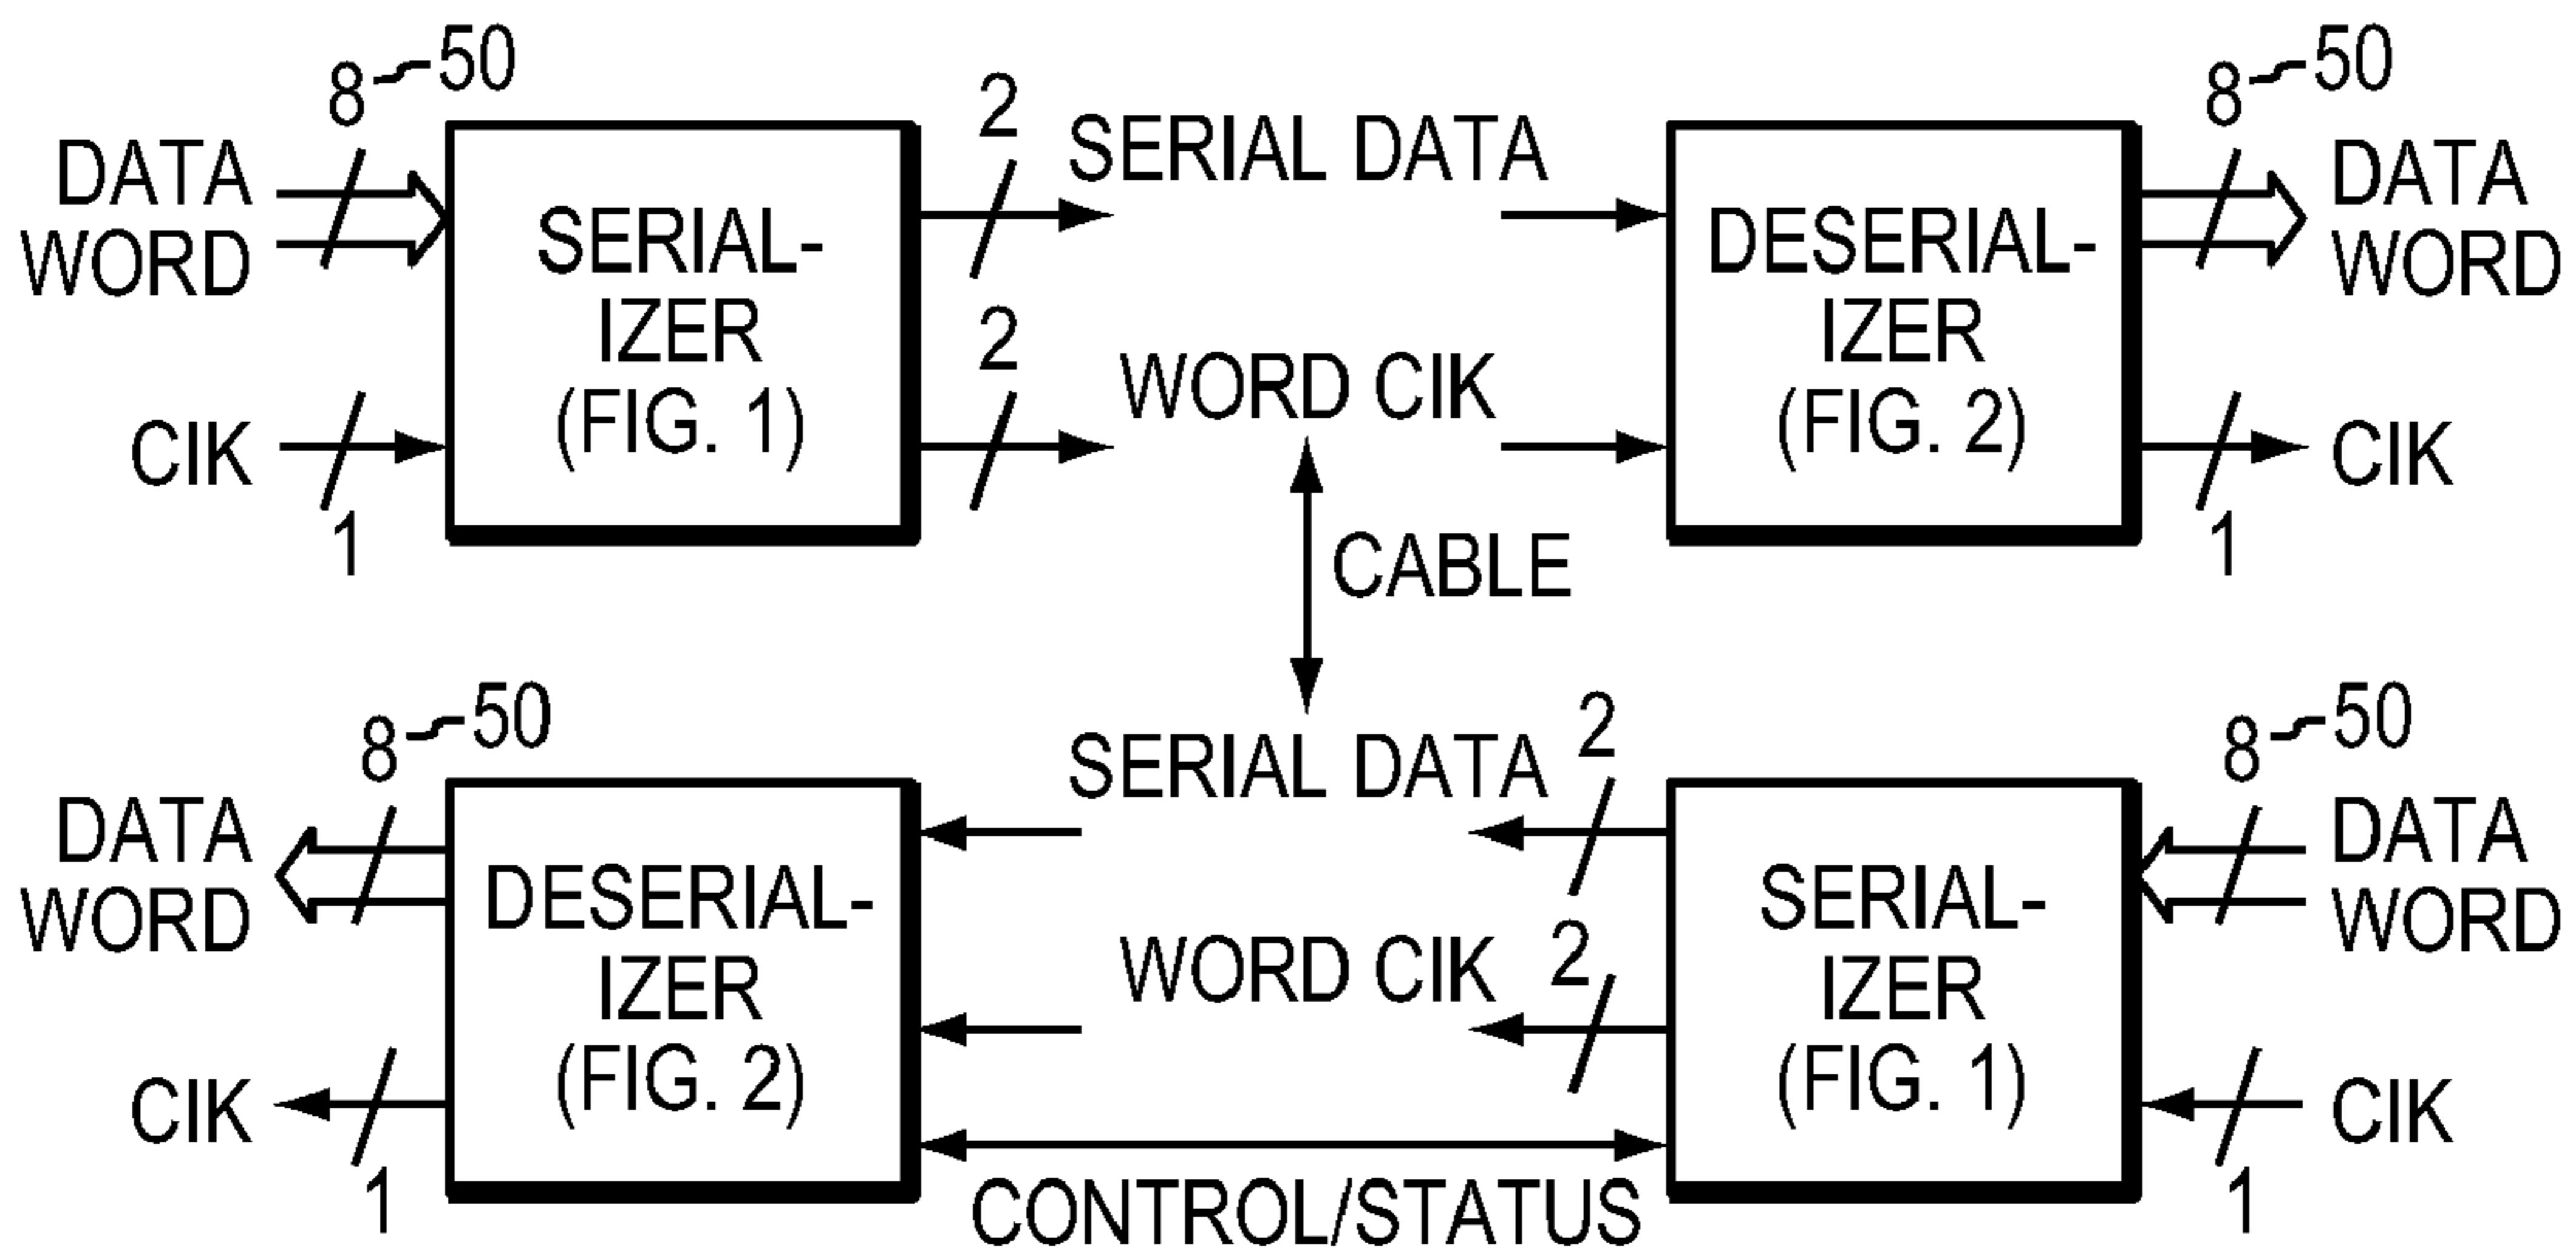 8 50
DATA
WORD
CIK
1
SERIAL-
IZER
(FIG. 1)
2
SERIAL DATA
2
WORD CIK
DESERIAL-
IZER
(FIG. 2)
8 50
DATA
WORD
CIK
1
CABLE
8 50
DATA
WORD
CIK
1
DESERIAL-
IZER
(FIG. 2)
SERIAL DATA
2
WORD CIK
2
CONTROL/STATUS
SERIAL-
IZER
(FIG. 1)
8 50
DATA
WORD
CIK
1